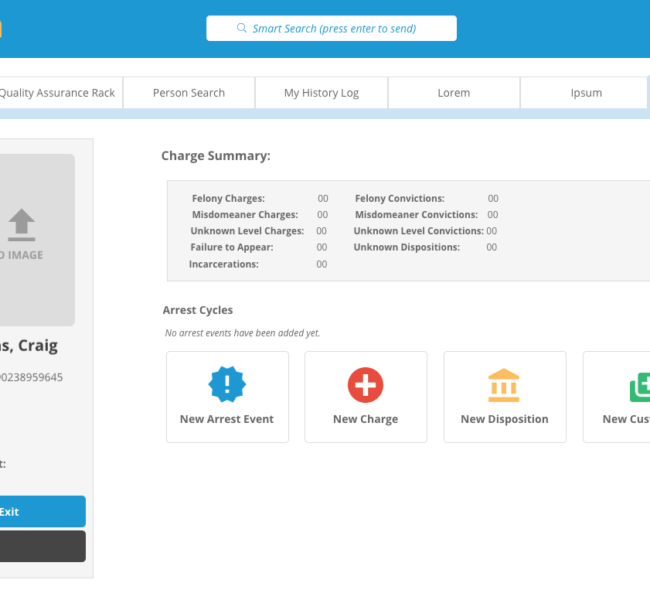 Smart Search (press enter to send)
Quality Assurance Rack Person Search My History Log Lorem Ipsum
IMAGE
Craig
Charge Summary:
Felony Charges: 00 Felony Convictions: 00
Misdomeaner Charges: 00 Misdomeaner Convictions: 00
Unknown Level Charges: 00 Unknown Level Convictions: 00
Failure to Appear: 00 Unknown Dispositions: 00
Incarcerations: 00
Arrest Cycles
No arrest events have been added yet.
New Arrest Event New Charge New Disposition New Cus
0238959645
t:
Exit